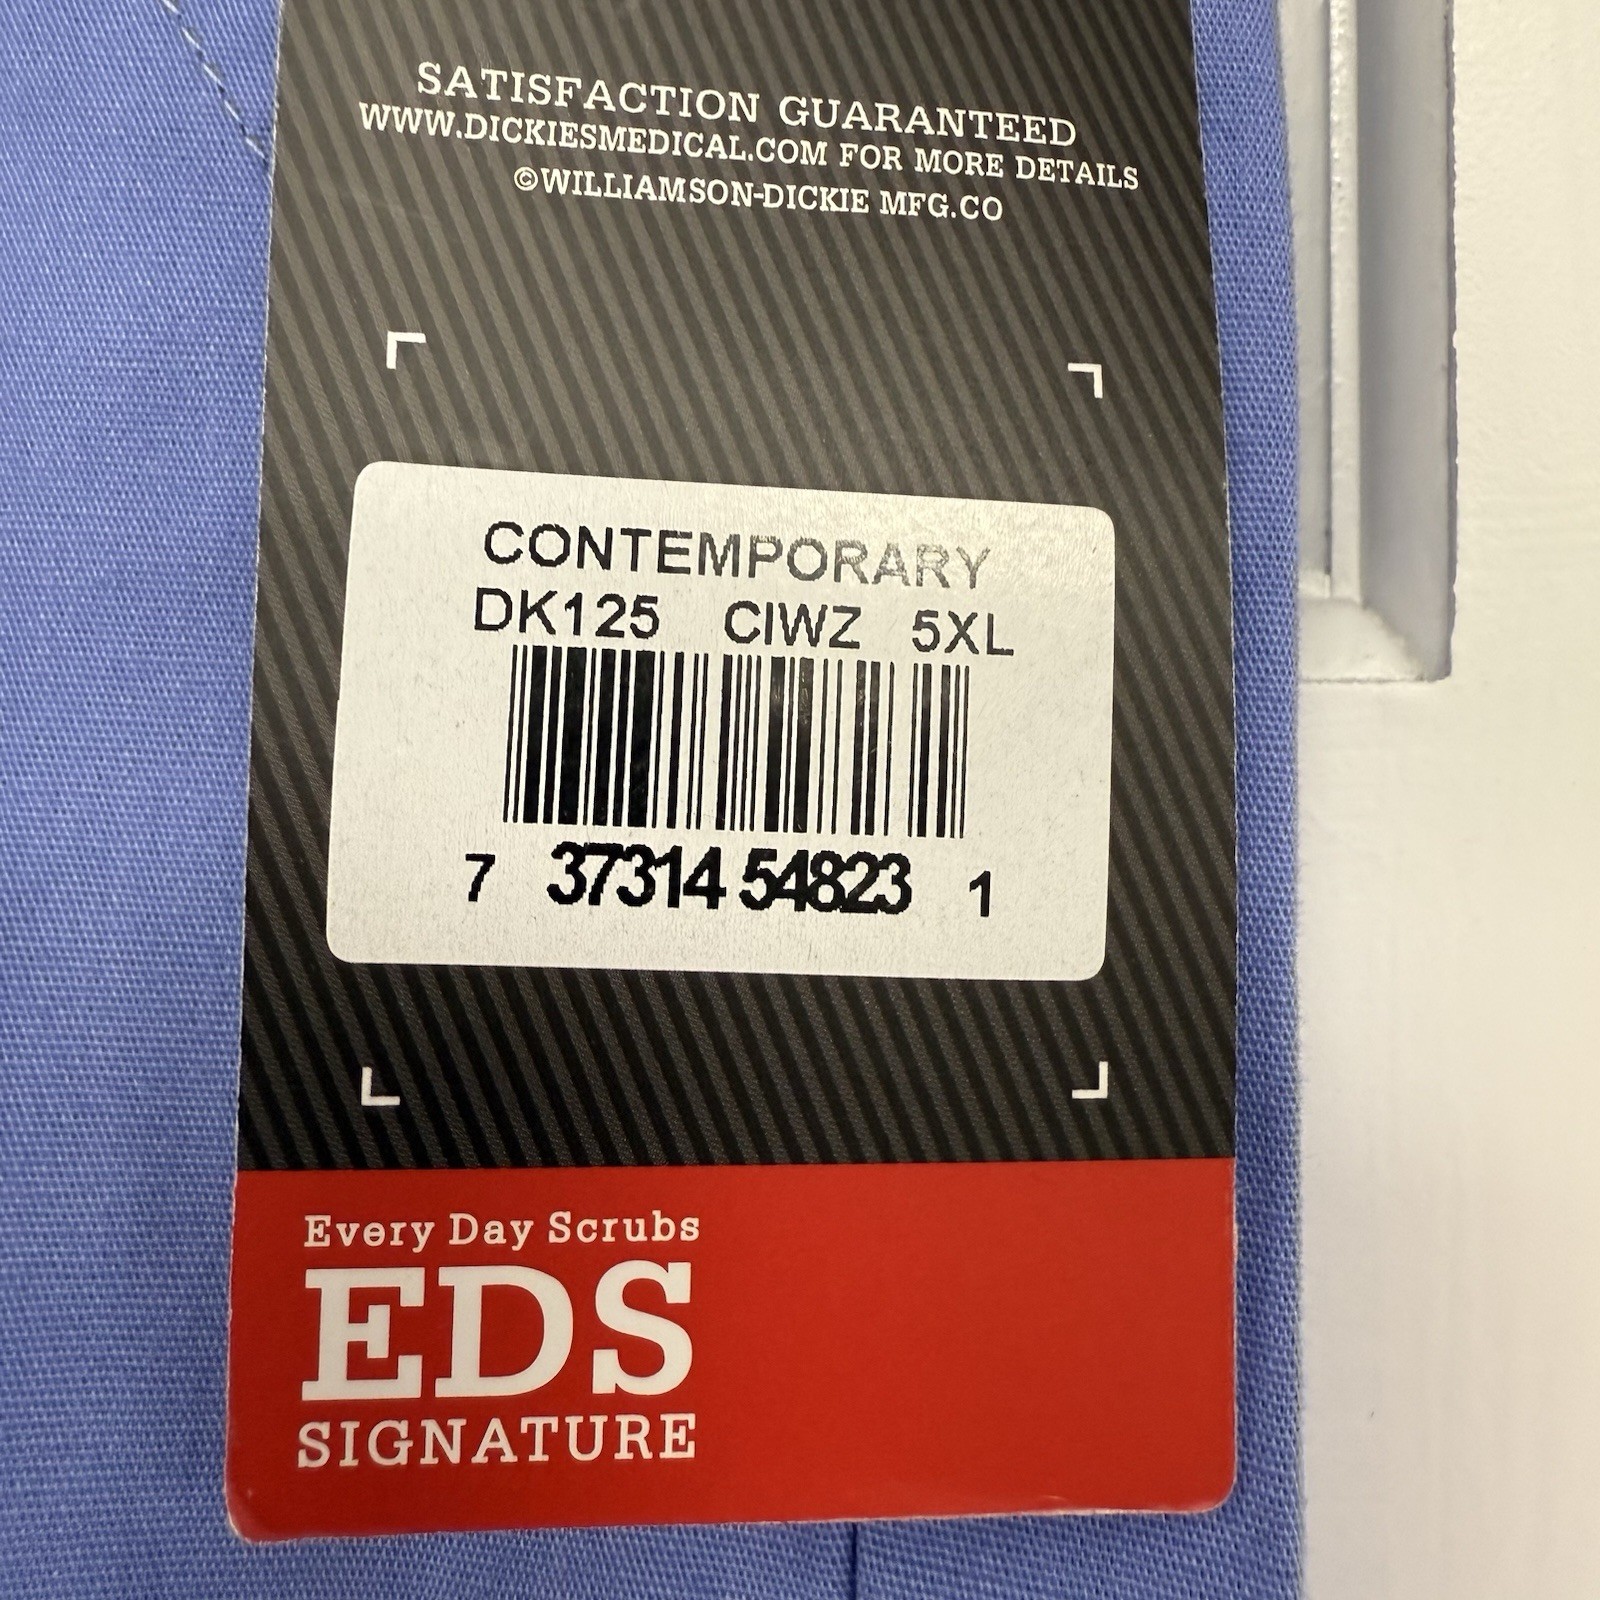 SATISFACTION GUARANTEED
WWW.DICKIESMEDICAL.COM FOR MORE DETAILS
©WILLIAMSON-DICKIE MFG.CO
CONTEMPORARY
DK125 CIWZ 5XL
7 37314 54823 1
Every Day Scrubs
EDS
SIGNATURE